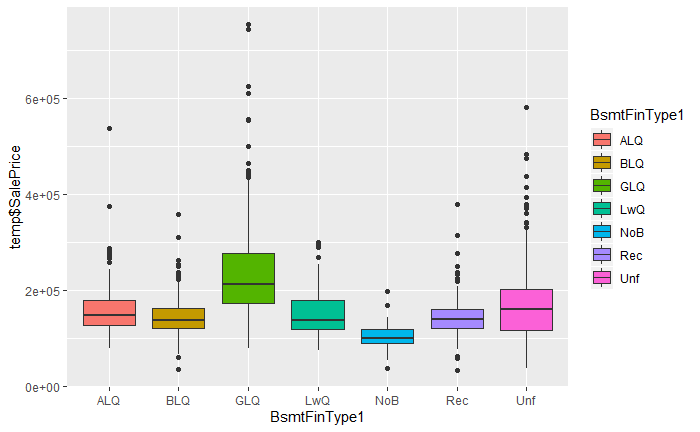 temp$SalePrice
6e+05
4e+05
2e+05
0e+00
ALQ BLQ GLQ LwQ NoB Rec Unf
BsmtFinType1
BsmtFinType1
ALQ
BLQ
GLQ
LwQ
NoB
Rec
Unf